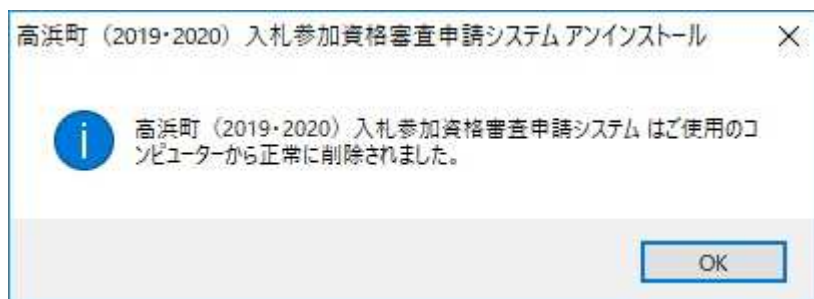 高浜町（2019･2020）入札参加資格審査申請システム アンインストール
高浜町（2019･2020）入札参加資格審査申請システム はご使用のコ
ンピューターから正常に削除されました。
OK